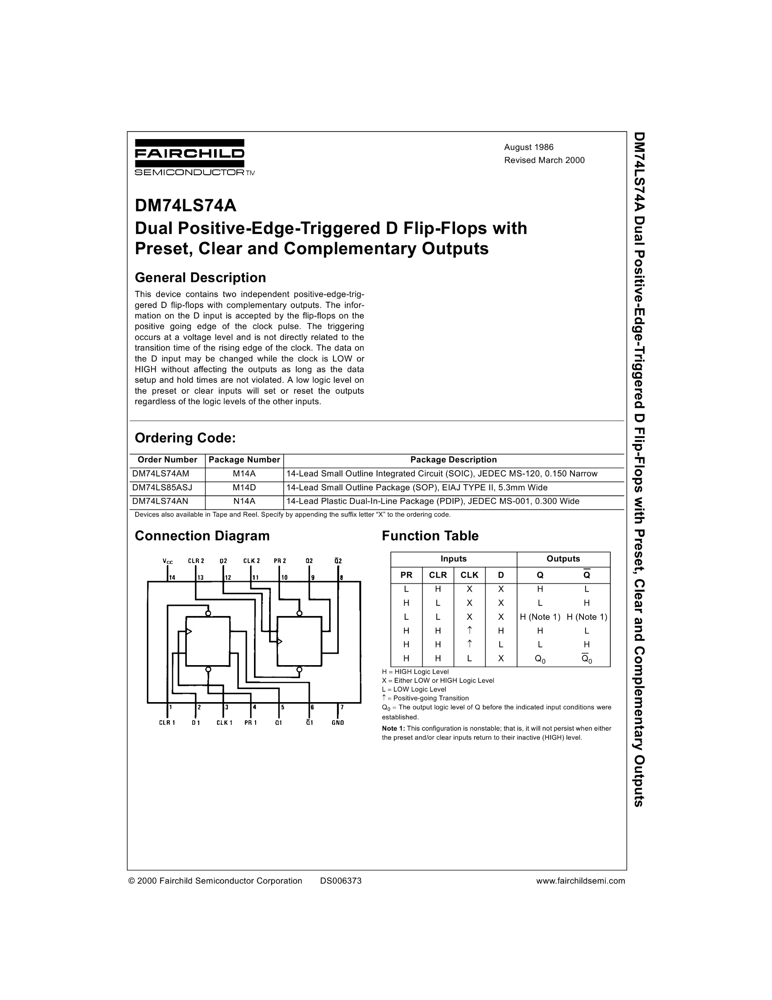 FAIRCHILD
SEMICONDUCTOR TM
August 1986
Revised March 2000
DM74LS74A
Dual Positive-Edge-Triggered D Flip-Flops with
Preset, Clear and Complementary Outputs
General Description
This device contains two independent positive-edge-trig-
gered D flip-flops with complementary outputs. The infor-
mation on the D input is accepted by the flip-flops on the
positive going edge of the clock pulse. The triggering
occurs at a voltage level and is not directly related to the
transition time of the rising edge of the clock. The data on
the D input may be changed while the clock is LOW or
HIGH without affecting the outputs as long as the data
setup and hold times are not violated. A low logic level on
the preset or clear inputs will set or reset the outputs
regardless of the logic levels of the other inputs.
Ordering Code:
Order Number Package Number Package Description
DM74LS74AM M14A 14-Lead Small Outline Integrated Circuit (SOIC), JEDEC MS-120, 0.150 Narrow
DM74LS85ASJ M14D 14-Lead Small Outline Package (SOP), EIAJ TYPE II, 5.3mm Wide
DM74LS74AN N14A 14-Lead Plastic Dual-In-Line Package (PDIP), JEDEC MS-001, 0.300 Wide
Devices also available in Tape and Reel. Specify by appending the suffix letter “X” to the ordering code.
Connection Diagram
VCC CLR 2 D2 CLK 2 PR 2 Q2 Q̅2
14 13 12 11 10 9 8
1 2 3 4 5 6 7
CLR 1 D 1 CLK 1 PR 1 Q1 Q̅1 GND
Function Table
Inputs Outputs
PR CLR CLK D Q Q̅
L H X X H L
H L X X L H
L L X X H (Note 1) H (Note 1)
H H ↑ H H L
H H ↑ L L H
H H L X Q0 Q̅0
H = HIGH Logic Level
X = Either LOW or HIGH Logic Level
L = LOW Logic Level
↑ = Positive-going Transition
Q0 = The output logic level of Q before the indicated input conditions were
established.
Note 1: This configuration is nonstable; that is, it will not persist when either
the preset and/or clear inputs return to their inactive (HIGH) level.
© 2000 Fairchild Semiconductor Corporation DS006373 www.fairchildsemi.com
DM74LS74A Dual Positive-Edge-Triggered D Flip-Flops with Preset, Clear and Complementary Outputs